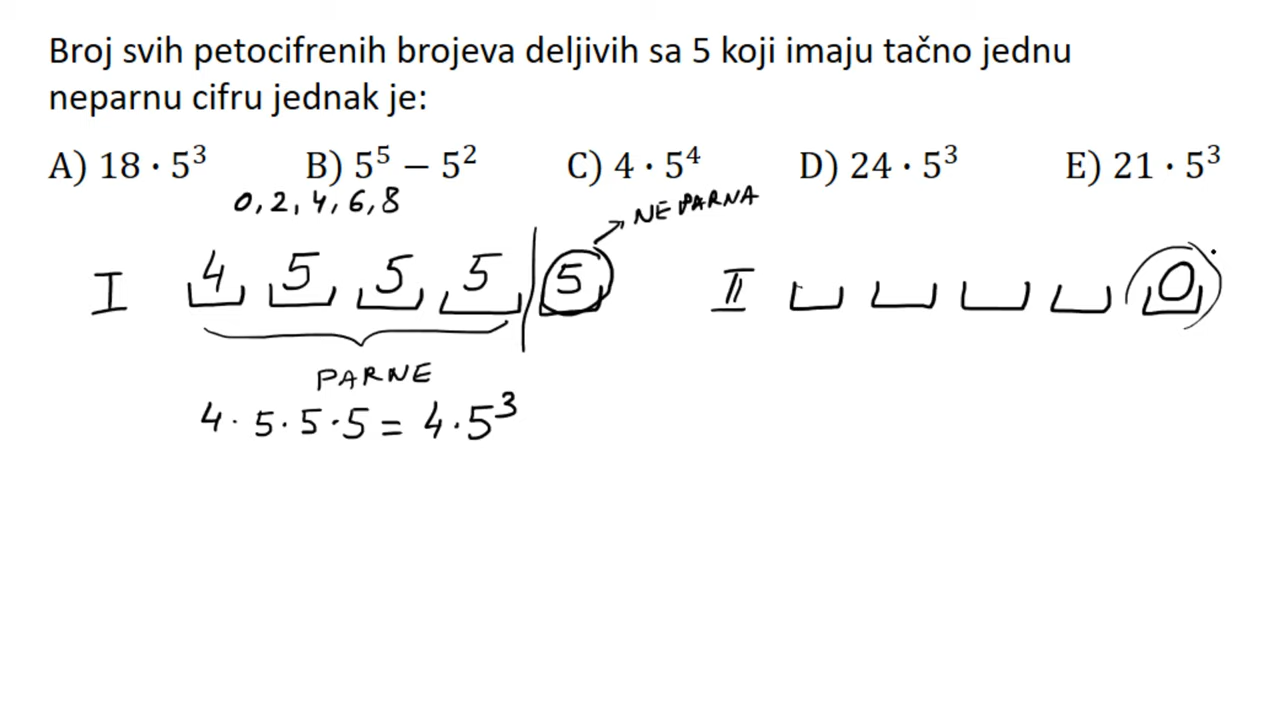 Broj svih petocifrenih brojeva deljivih sa 5 koji imaju tačno jednu
neparnu cifru jednak je:
A) 18 · 5³ B) 5⁵ − 5² C) 4 · 5⁴ D) 24 · 5³ E) 21 · 5³
0, 2, 4, 6, 8
NEPARNA
I 4 5 5 5 5 II 0
PARNE
4 · 5 · 5 · 5 = 4 · 5³